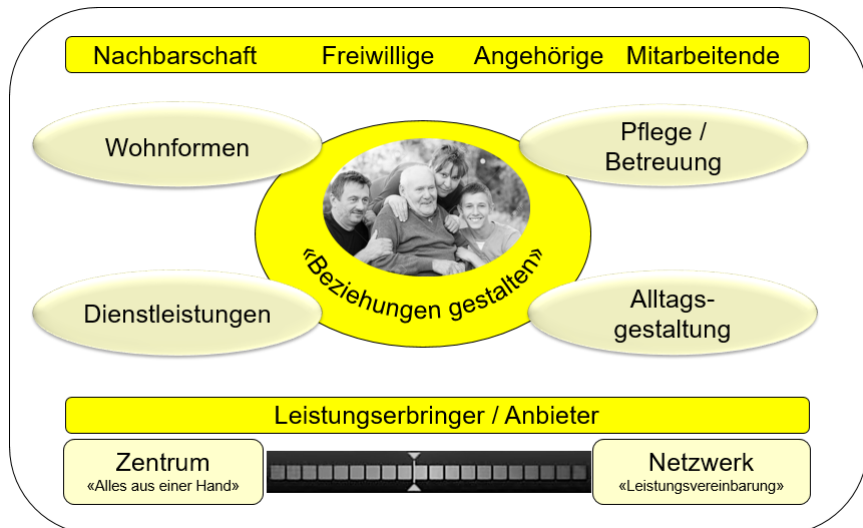 Nachbarschaft Freiwillige Angehörige Mitarbeitende
Wohnformen
Pflege /
Betreuung
«Beziehungen gestalten»
Dienstleistungen
Alltags-
gestaltung
Leistungserbringer / Anbieter
Zentrum
«Alles aus einer Hand»
Netzwerk
«Leistungsvereinbarung»